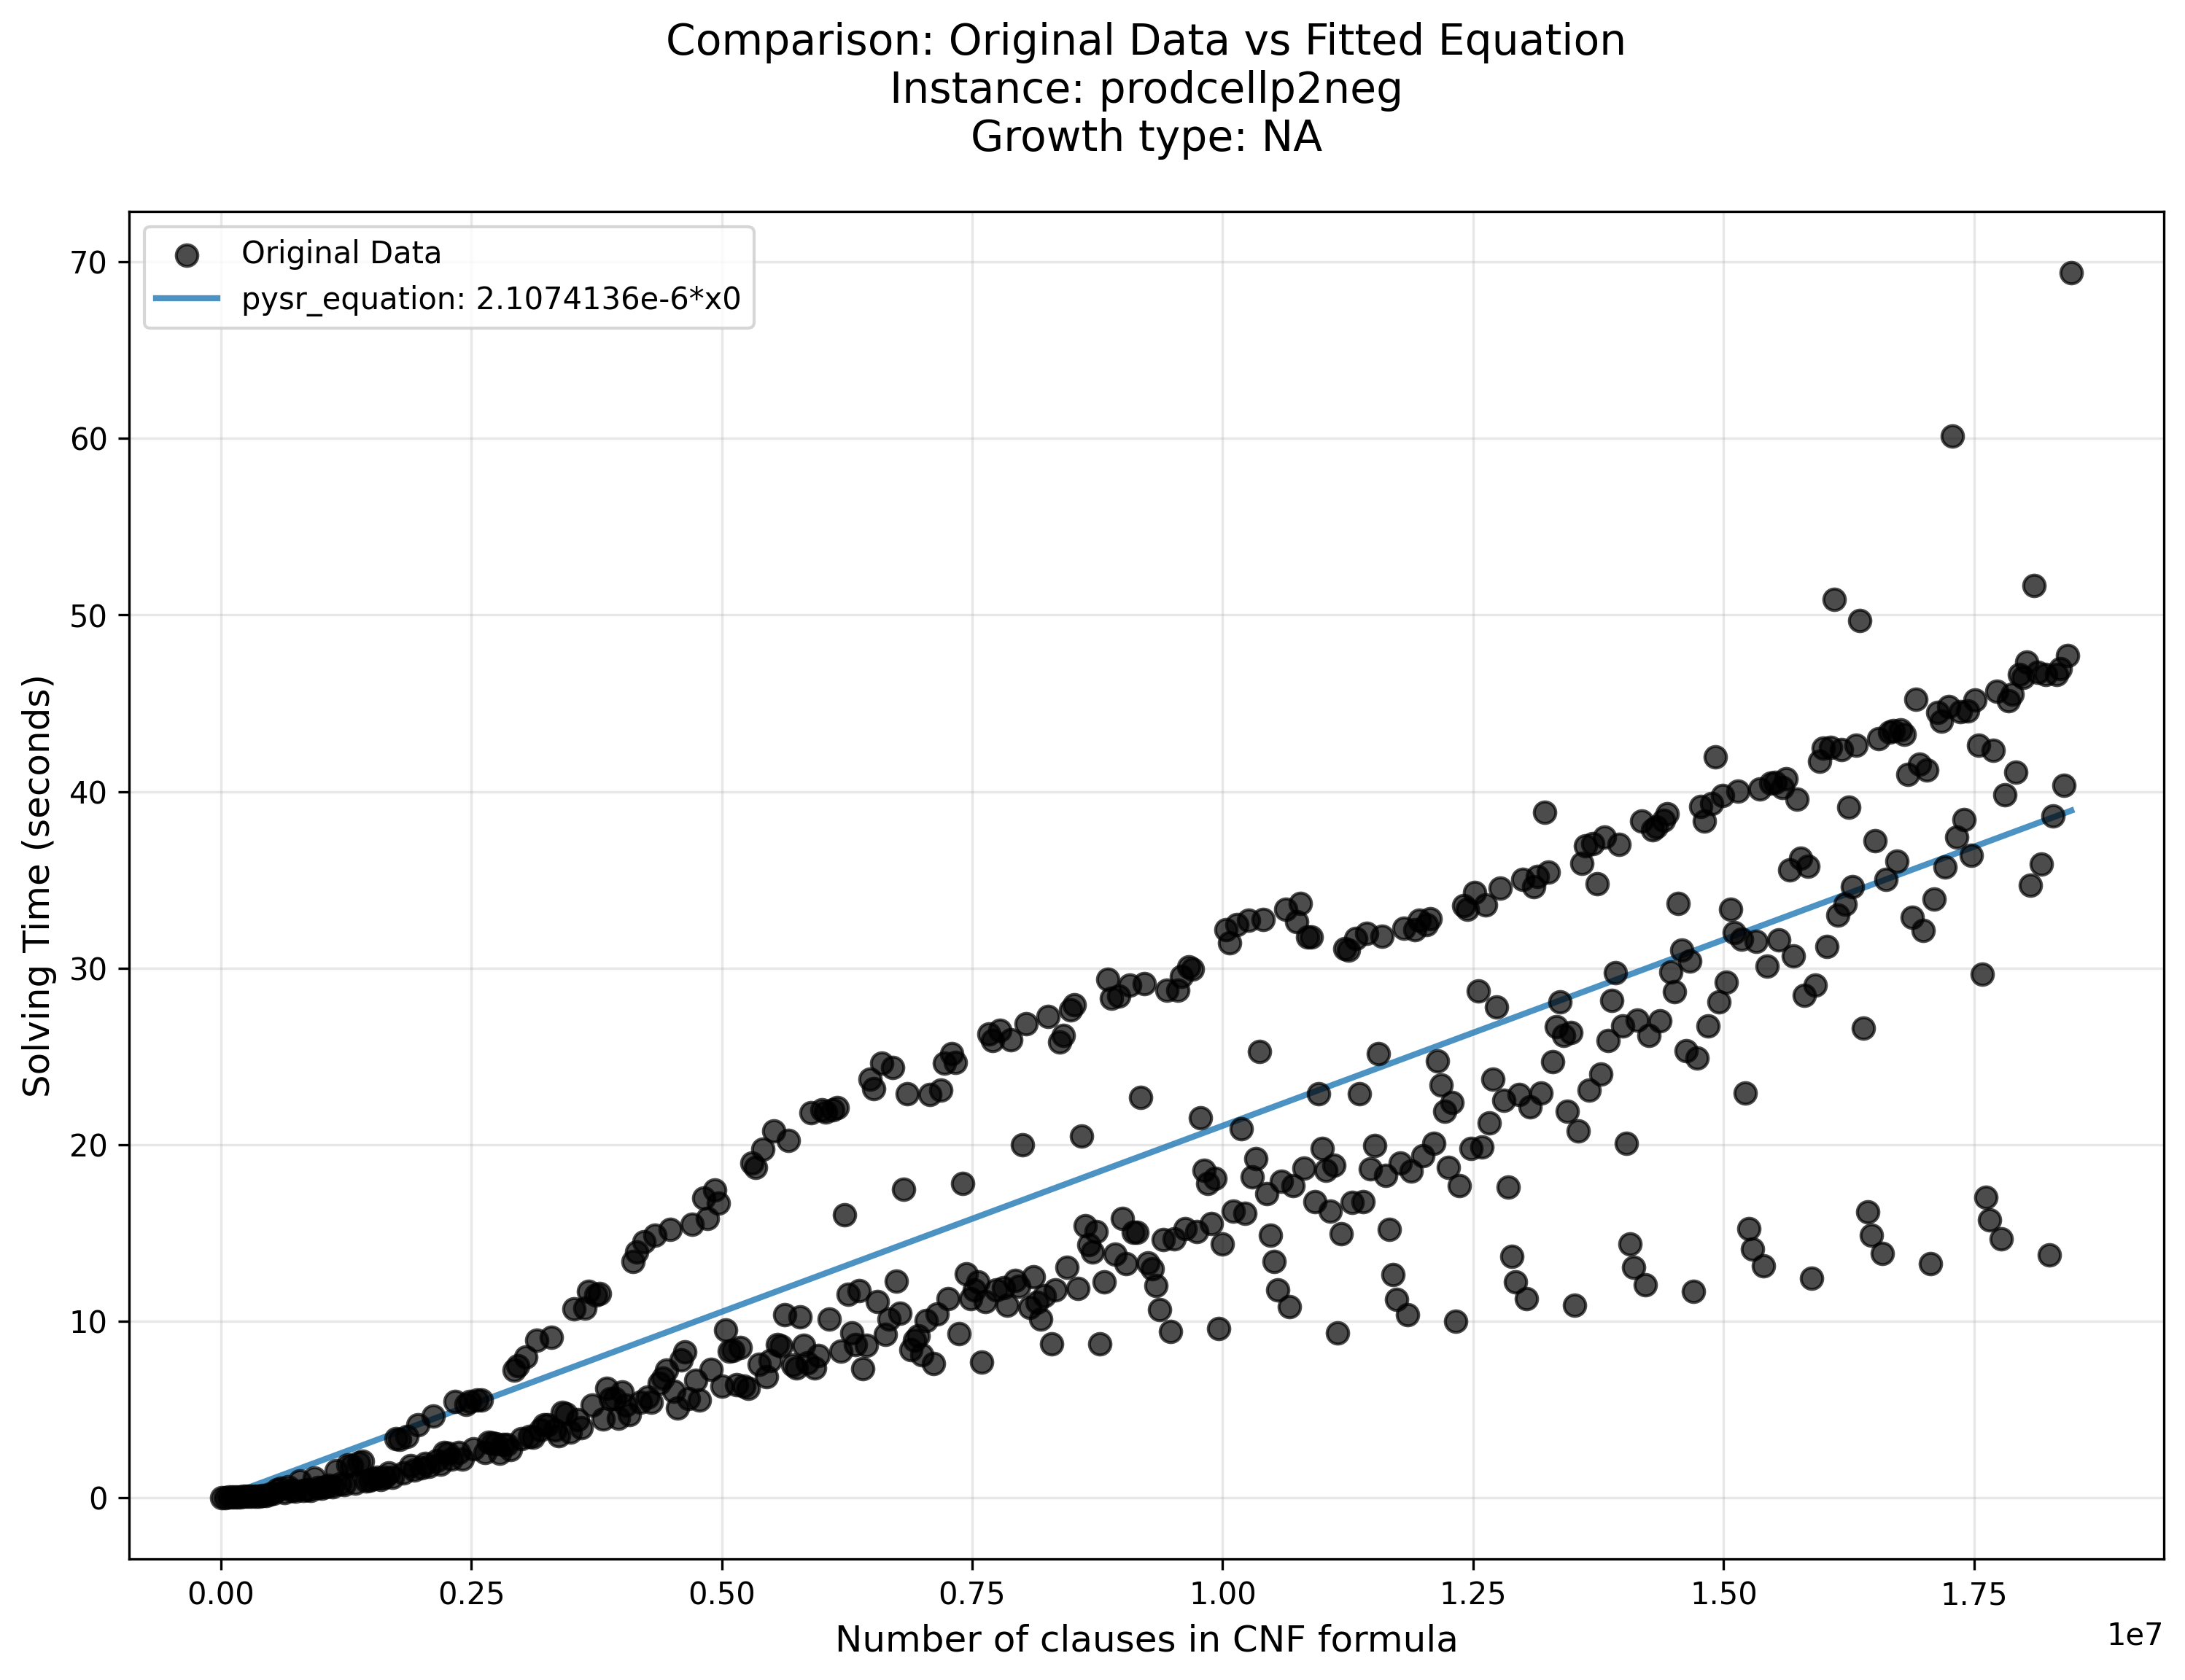 Comparison: Original Data vs Fitted Equation
Instance: prodcellp2neg
Growth type: NA
Original Data
pysr_equation: 2.1074136e-6*x0
70
60
50
40
30
20
10
0
Solving Time (seconds)
0.00 0.25 0.50 0.75 1.00 1.25 1.50 1.75
1e7
Number of clauses in CNF formula